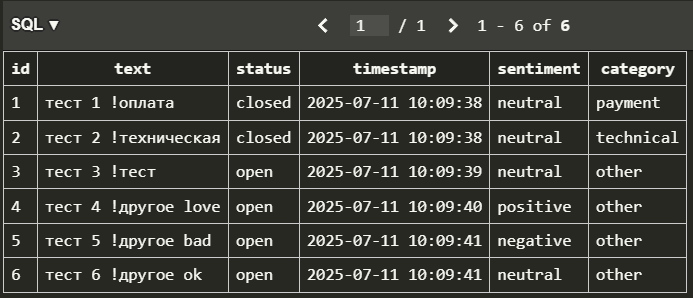 SQL ▼ 1 / 1 1 - 6 of 6
id text status timestamp sentiment category
1 тест 1 !оплата closed 2025-07-11 10:09:38 neutral payment
2 тест 2 !техническая closed 2025-07-11 10:09:38 neutral technical
3 тест 3 !тест open 2025-07-11 10:09:39 neutral other
4 тест 4 !другое love open 2025-07-11 10:09:40 positive other
5 тест 5 !другое bad open 2025-07-11 10:09:41 negative other
6 тест 6 !другое ok open 2025-07-11 10:09:41 neutral other